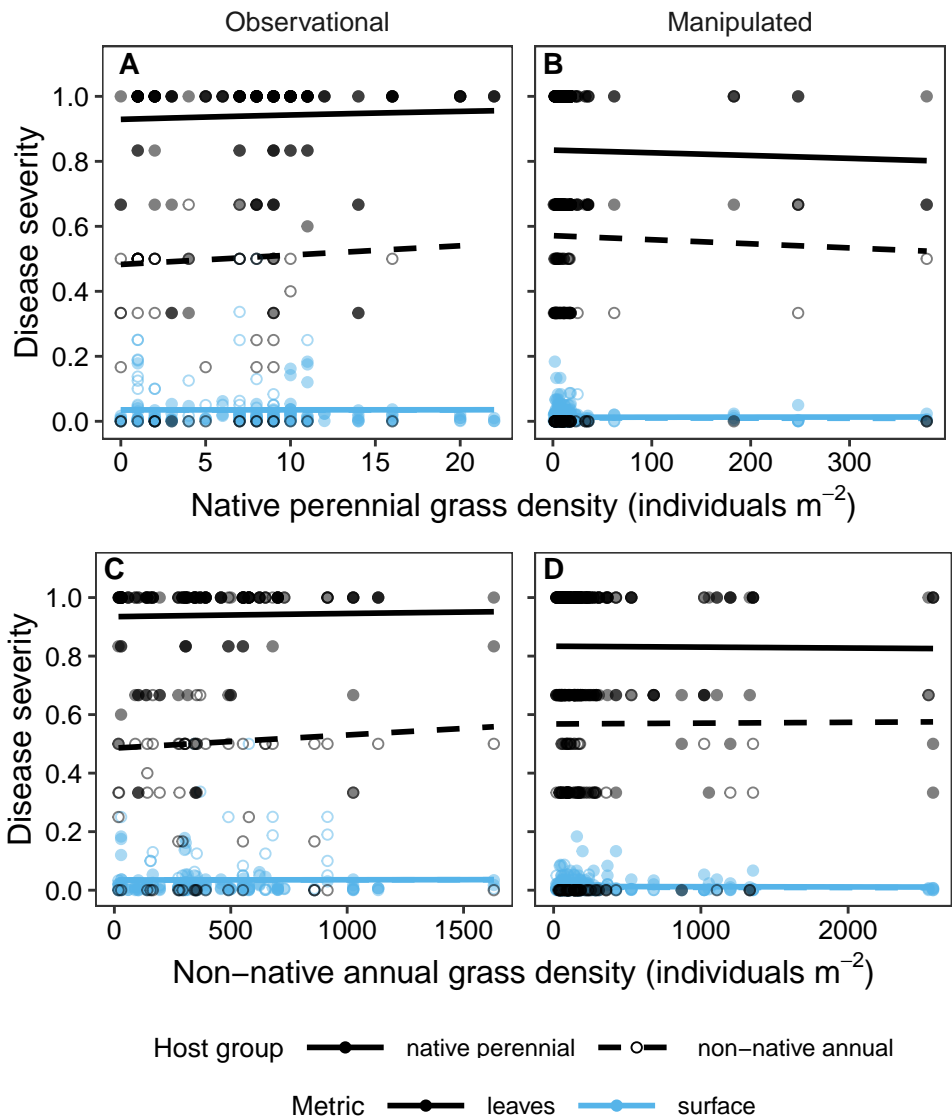 Observational Manipulated
A B
1.0
0.8
0.6
0.4
0.2
0.0
Disease severity
0 5 10 15 20 0 100 200 300
Native perennial grass density (individuals m−2)
C D
1.0
0.8
0.6
0.4
0.2
0.0
Disease severity
0 500 1000 1500 0 1000 2000
Non−native annual grass density (individuals m−2)
Host group native perennial non−native annual
Metric leaves surface